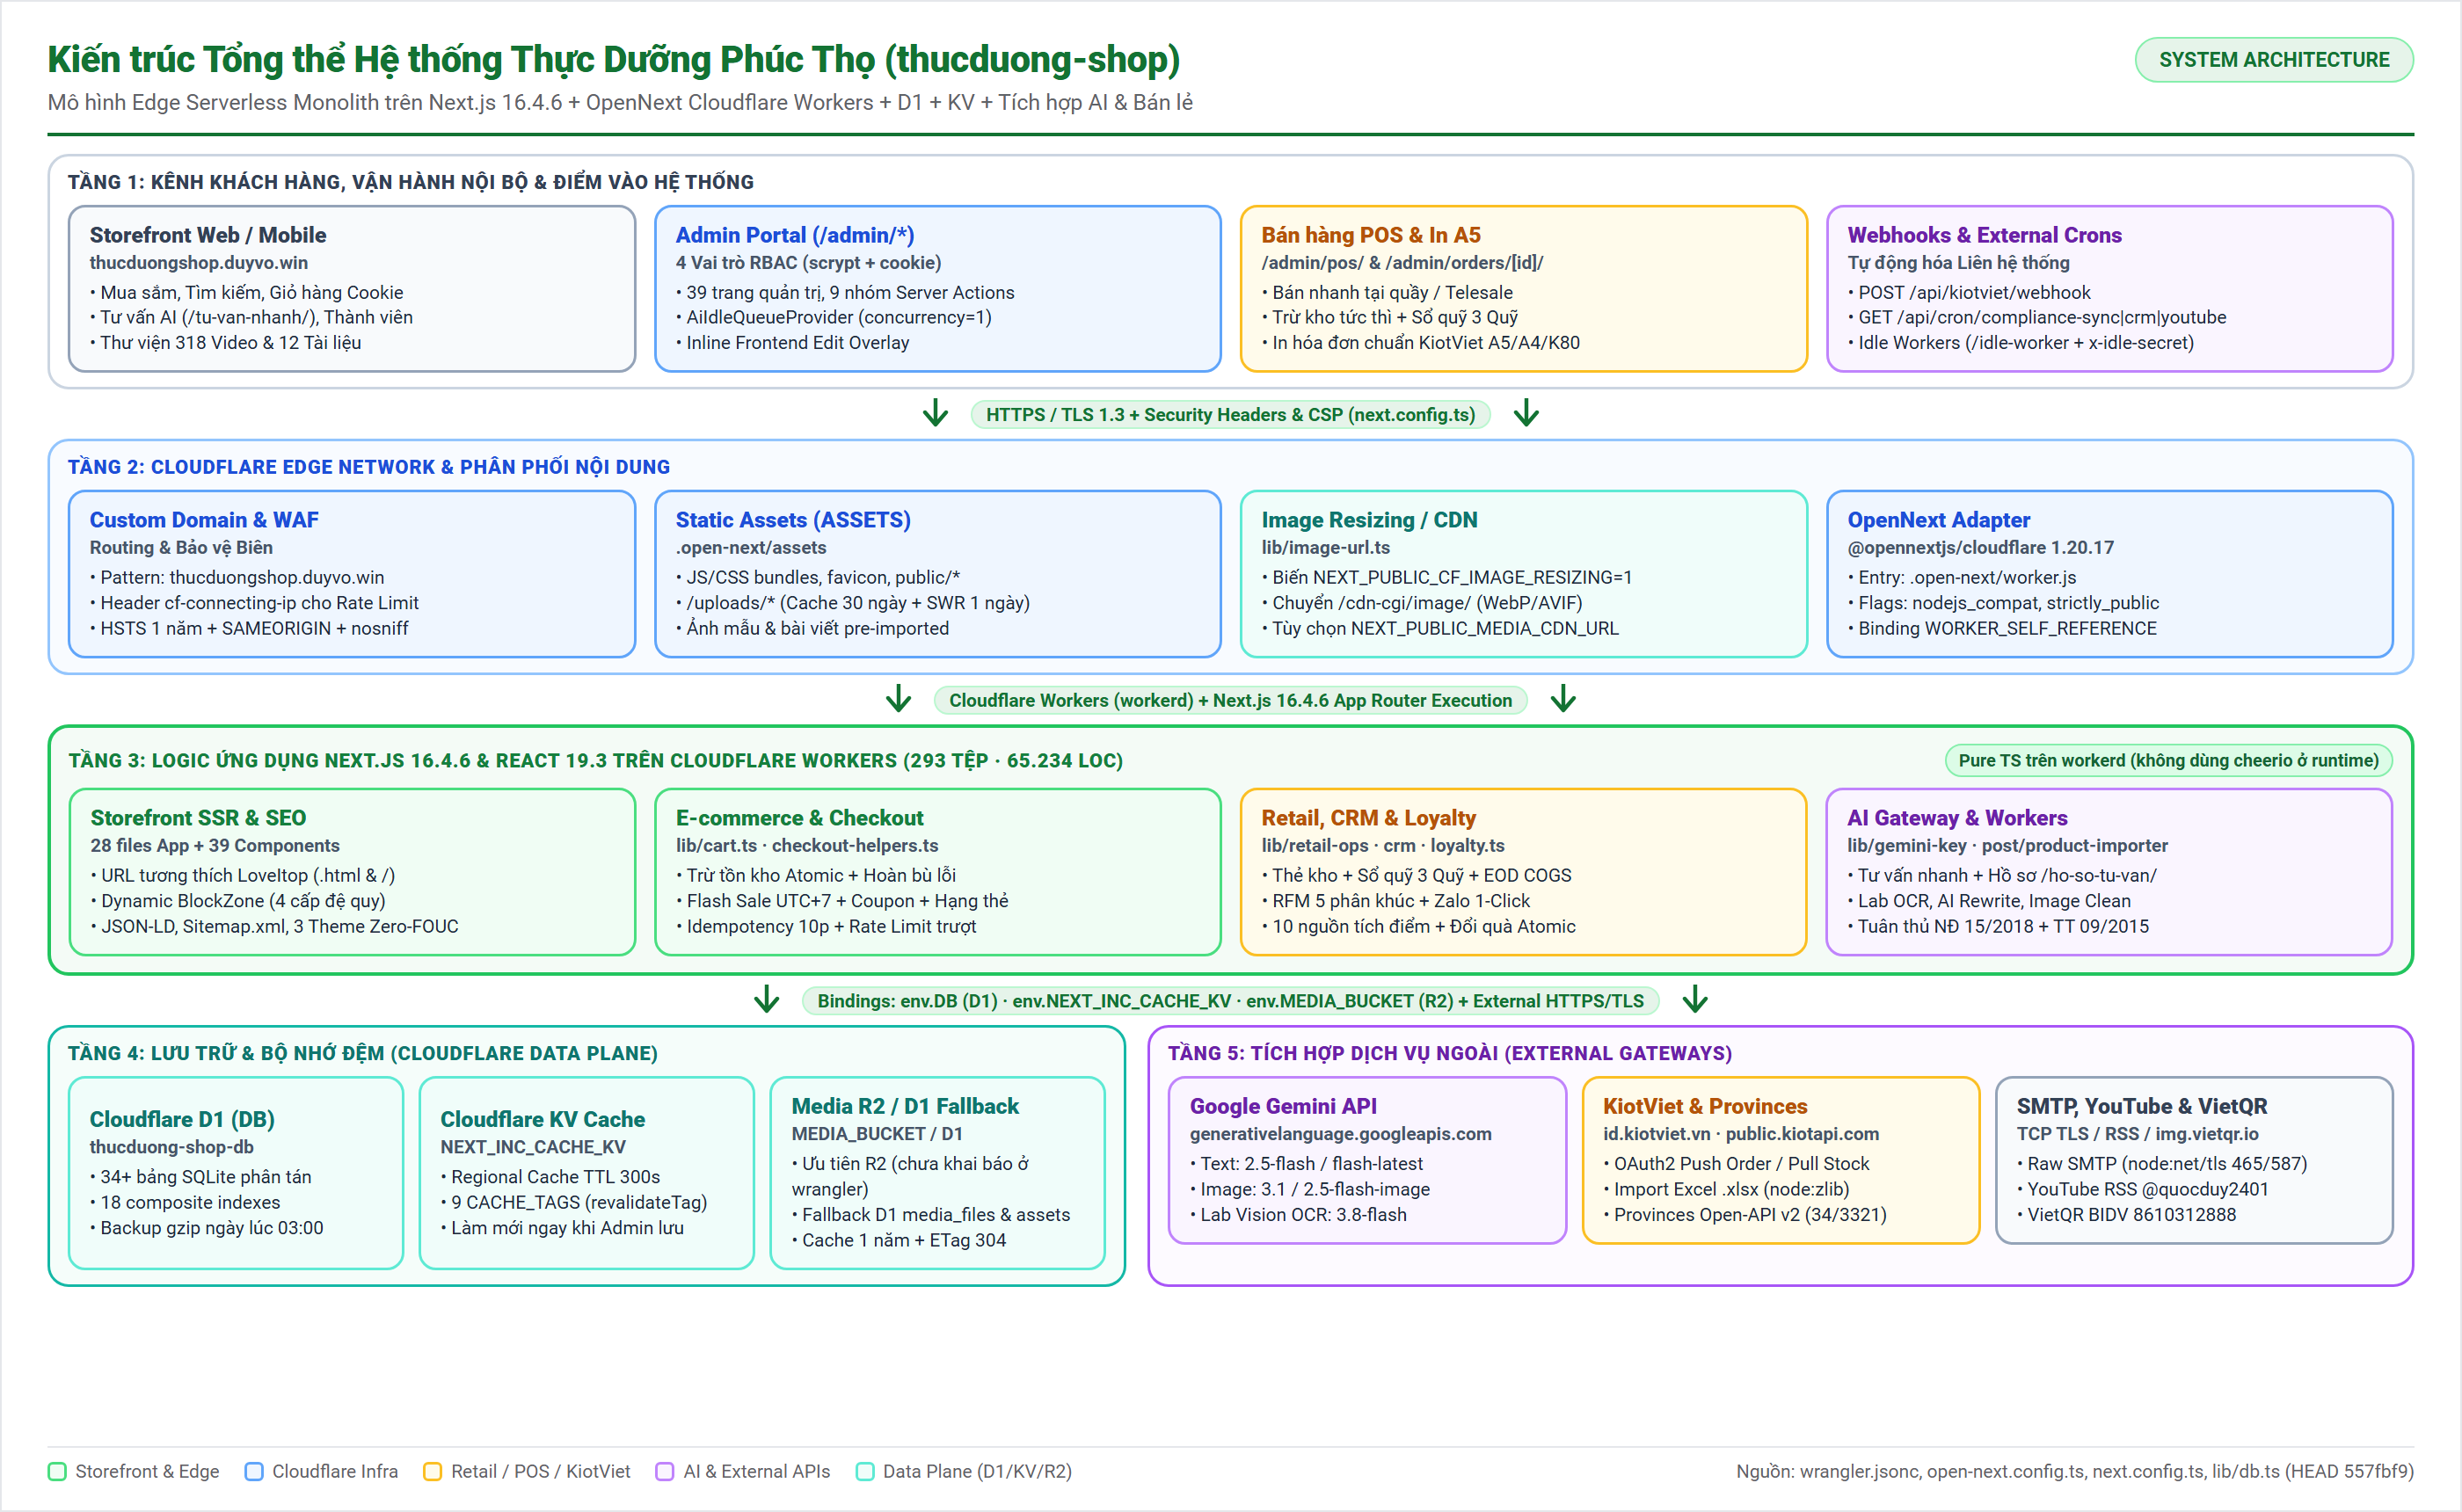 Kiến trúc Tổng thể Hệ thống Thực Dưỡng Phúc Thọ (thucduong-shop)
SYSTEM ARCHITECTURE
Mô hình Edge Serverless Monolith trên Next.js 16.4.6 + OpenNext Cloudflare Workers + D1 + KV + Tích hợp AI & Bán lẻ
TẦNG 1: KÊNH KHÁCH HÀNG, VẬN HÀNH NỘI BỘ & ĐIỂM VÀO HỆ THỐNG
Storefront Web / Mobile
thucduongshop.duyvo.win
• Mua sắm, Tìm kiếm, Giỏ hàng Cookie
• Tư vấn AI (/tu-van-nhanh/), Thành viên
• Thư viện 318 Video & 12 Tài liệu
Admin Portal (/admin/*)
4 Vai trò RBAC (scrypt + cookie)
• 39 trang quản trị, 9 nhóm Server Actions
• AiIdleQueueProvider (concurrency=1)
• Inline Frontend Edit Overlay
Bán hàng POS & In A5
/admin/pos/ & /admin/orders/[id]/
• Bán nhanh tại quầy / Telesale
• Trừ kho tức thì + Sổ quỹ 3 Quỹ
• In hóa đơn chuẩn KiotViet A5/A4/K80
Webhooks & External Crons
Tự động hóa Liên hệ thống
• POST /api/kiotviet/webhook
• GET /api/cron/compliance-sync|crm|youtube
• Idle Workers (/idle-worker + x-idle-secret)
HTTPS / TLS 1.3 + Security Headers & CSP (next.config.ts)
TẦNG 2: CLOUDFLARE EDGE NETWORK & PHÂN PHỐI NỘI DUNG
Custom Domain & WAF
Routing & Bảo vệ Biên
• Pattern: thucduongshop.duyvo.win
• Header cf-connecting-ip cho Rate Limit
• HSTS 1 năm + SAMEORIGIN + nosniff
Static Assets (ASSETS)
.open-next/assets
• JS/CSS bundles, favicon, public/*
• /uploads/* (Cache 30 ngày + SWR 1 ngày)
• Ảnh mẫu & bài viết pre-imported
Image Resizing / CDN
lib/image-url.ts
• Biến NEXT_PUBLIC_CF_IMAGE_RESIZING=1
• Chuyển /cdn-cgi/image/ (WebP/AVIF)
• Tùy chọn NEXT_PUBLIC_MEDIA_CDN_URL
OpenNext Adapter
@opennextjs/cloudflare 1.20.17
• Entry: .open-next/worker.js
• Flags: nodejs_compat, strictly_public
• Binding WORKER_SELF_REFERENCE
Cloudflare Workers (workerd) + Next.js 16.4.6 App Router Execution
TẦNG 3: LOGIC ỨNG DỤNG NEXT.JS 16.4.6 & REACT 19.3 TRÊN CLOUDFLARE WORKERS (293 TỆP · 65.234 LOC)
Pure TS trên workerd (không dùng cheerio ở runtime)
Storefront SSR & SEO
28 files App + 39 Components
• URL tương thích LoveItop (.html & /)
• Dynamic BlockZone (4 cấp đệ quy)
• JSON-LD, Sitemap.xml, 3 Theme Zero-FOUC
E-commerce & Checkout
lib/cart.ts · checkout-helpers.ts
• Trừ tồn kho Atomic + Hoàn bù lỗi
• Flash Sale UTC+7 + Coupon + Hạng thẻ
• Idempotency 10p + Rate Limit trượt
Retail, CRM & Loyalty
lib/retail-ops · crm · loyalty.ts
• Thẻ kho + Sổ quỹ 3 Quỹ + EOD COGS
• RFM 5 phân khúc + Zalo 1-Click
• 10 nguồn tích điểm + Đổi quà Atomic
AI Gateway & Workers
lib/gemini-key · post/product-importer
• Tư vấn nhanh + Hồ sơ /ho-so-tu-van/
• Lab OCR, AI Rewrite, Image Clean
• Tuân thủ NĐ 15/2018 + TT 09/2015
Bindings: env.DB (D1) · env.NEXT_INC_CACHE_KV · env.MEDIA_BUCKET (R2) + External HTTPS/TLS
TẦNG 4: LƯU TRỮ & BỘ NHỚ ĐỆM (CLOUDFLARE DATA PLANE)
Cloudflare D1 (DB)
thucduong-shop-db
• 34+ bảng SQLite phân tán
• 18 composite indexes
• Backup gzip ngày lúc 03:00
Cloudflare KV Cache
NEXT_INC_CACHE_KV
• Regional Cache TTL 300s
• 9 CACHE_TAGS (revalidateTag)
• Làm mới ngay khi Admin lưu
Media R2 / D1 Fallback
MEDIA_BUCKET / D1
• Ưu tiên R2 (chưa khai báo ở
wrangler)
• Fallback D1 media_files & assets
• Cache 1 năm + ETag 304
TẦNG 5: TÍCH HỢP DỊCH VỤ NGOÀI (EXTERNAL GATEWAYS)
Google Gemini API
generativelanguage.googleapis.com
• Text: 2.5-flash / flash-latest
• Image: 3.1 / 2.5-flash-image
• Lab Vision OCR: 3.8-flash
KiotViet & Provinces
id.kiotviet.vn · public.kiotapi.com
• OAuth2 Push Order / Pull Stock
• Import Excel .xlsx (node:zlib)
• Provinces Open-API v2 (34/3321)
SMTP, YouTube & VietQR
TCP TLS / RSS / img.vietqr.io
• Raw SMTP (node:net/tls 465/587)
• YouTube RSS @quocduy2401
• VietQR BIDV 8610312888
Storefront & Edge
Cloudflare Infra
Retail / POS / KiotViet
AI & External APIs
Data Plane (D1/KV/R2)
Nguồn: wrangler.jsonc, open-next.config.ts, next.config.ts, lib/db.ts (HEAD 557fbf9)